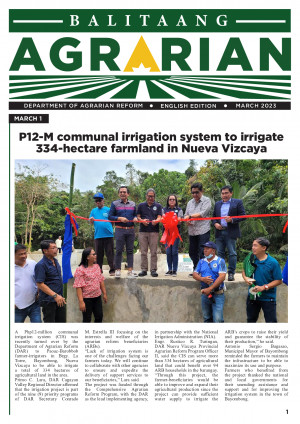 BALITAANG
AGRARIAN
DEPARTMENT OF AGRARIAN REFORM • ENGLISH EDITION • MARCH 2023
MARCH 1
P12-M communal irrigation system to irrigate
334-hectare farmland in Nueva Vizcaya
A Php12-million communal
irrigation system (CIS) was
recently turned over by the
Department of Agrarian Reform
(DAR) to
farmer-irrigators in Brgy. La
Torre, Bayombong, Nueva
Vizcaya to be able to irrigate
a total of 334 hectares of
agricultural land in the area.
Primo C. Lara, DAR Cagayan
Valley Regional Director affirmed
that the irrigation project is part
of the nine (9) priority programs
of DAR Secretary Conrado
M. Estrella III focusing on the
interest and welfare of the
agrarian reform beneficiaries
(ARBs).
"Lack of irrigation system is
one of the challenges facing our
farmers today. We will continue
to collaborate with other agencies
to ensure and expedite the
delivery of support services to
our beneficiaries," Lara said.
The project was funded through
the Comprehensive Agrarian
Reform Program, with the DAR
as the lead implementing agency,
in partnership with the National
Irrigation Administration (NIA).
Engr.
DAR Nueva Vizcaya Provincial
Agrarian Reform Program Officer
II, said the CIS can serve more
than 334 hectares of agricultural
land that could benefit over 94
ARB households in the barangay.
"Through this project, the
farmer-beneficiaries would be
able to improve and expand their
agricultural production since the
project can provide sufficient
water supply to irrigate the
ARB's crops to raise their yield
and guarantee the stability of
their production," he said.
Antonio Sergio Bagasao,
Municipal Mayor of Bayombong
reminded the farmers to maintain
the infrastructures to be able to
maximize its use and purpose.
Farmers who benefited from
the project thanked the national
and local governments for
their unending assistance and
support and for improving the
irrigation system in the town of
Bayombong.
1